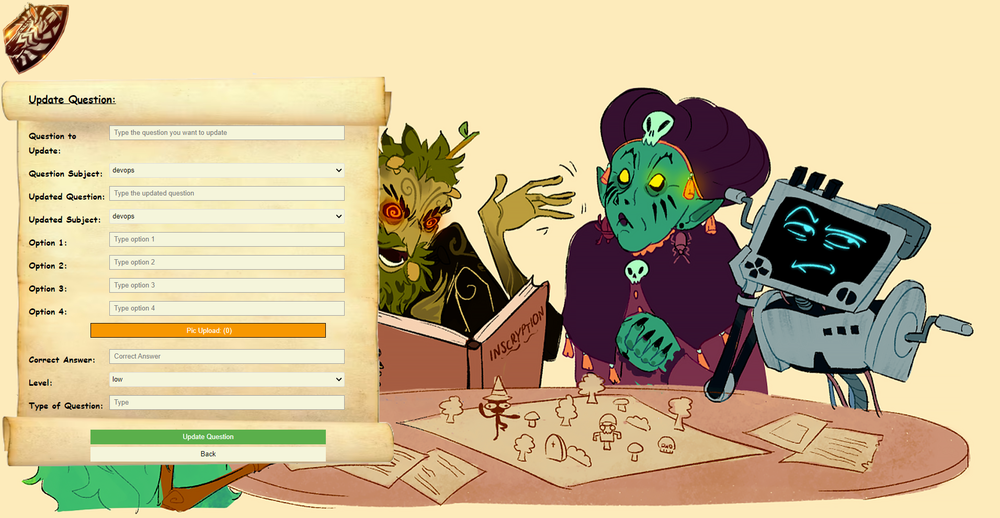 Update Question:
Question to
Update:
Type the question you want to update
Question Subject:
devops
Updated Question:
Type the updated question
Updated Subject:
devops
Option 1:
Type option 1
Option 2:
Type option 2
Option 3:
Type option 3
Option 4:
Type option 4
Pic Upload: (0)
Correct Answer:
Correct Answer
Level:
low
Type of Question:
Type
Update Question
Back
INSCRYPTION